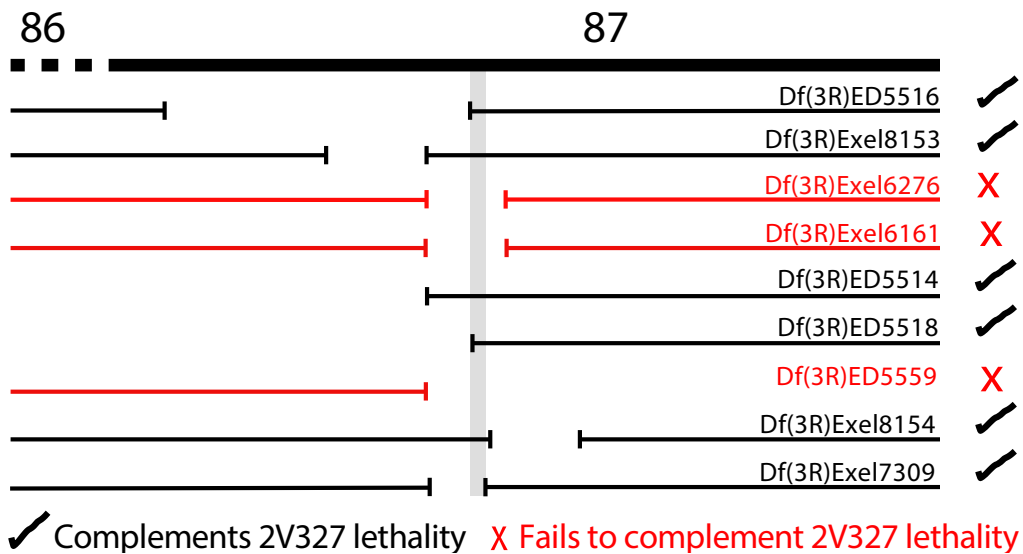 86 87
Df(3R)ED5516 ✓
Df(3R)Exel8153 ✓
Df(3R)Exel6276 X
Df(3R)Exel6161 X
Df(3R)ED5514 ✓
Df(3R)ED5518 ✓
Df(3R)ED5559 X
Df(3R)Exel8154 ✓
Df(3R)Exel7309 ✓
✓ Complements 2V327 lethality X Fails to complement 2V327 lethality